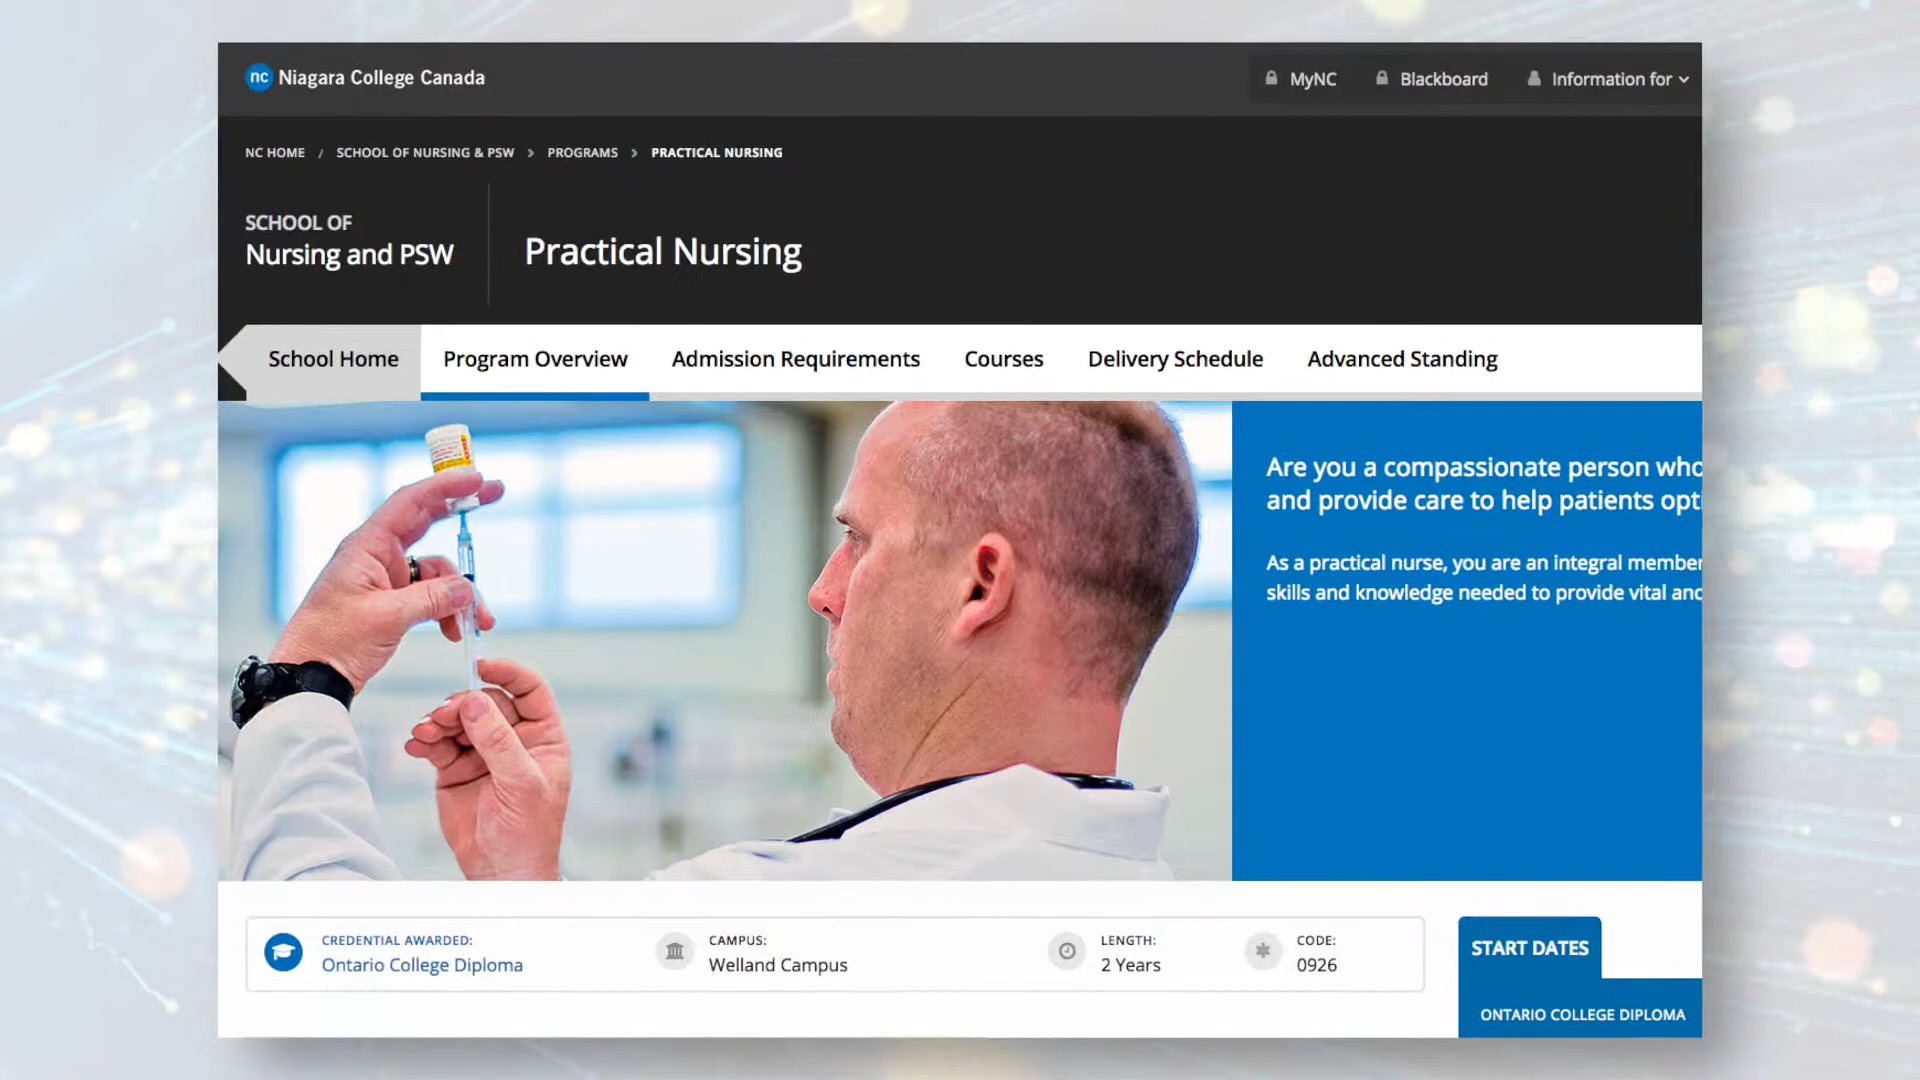 nc Niagara College Canada
MyNC
Blackboard
Information for
NC HOME / SCHOOL OF NURSING & PSW > PROGRAMS > PRACTICAL NURSING
SCHOOL OF
Nursing and PSW
Practical Nursing
School Home
Program Overview
Admission Requirements
Courses
Delivery Schedule
Advanced Standing
Are you a compassionate person who
and provide care to help patients opti
As a practical nurse, you are an integral member
skills and knowledge needed to provide vital and
CREDENTIAL AWARDED:
Ontario College Diploma
CAMPUS:
Welland Campus
LENGTH:
2 Years
CODE:
0926
START DATES
ONTARIO COLLEGE DIPLOMA